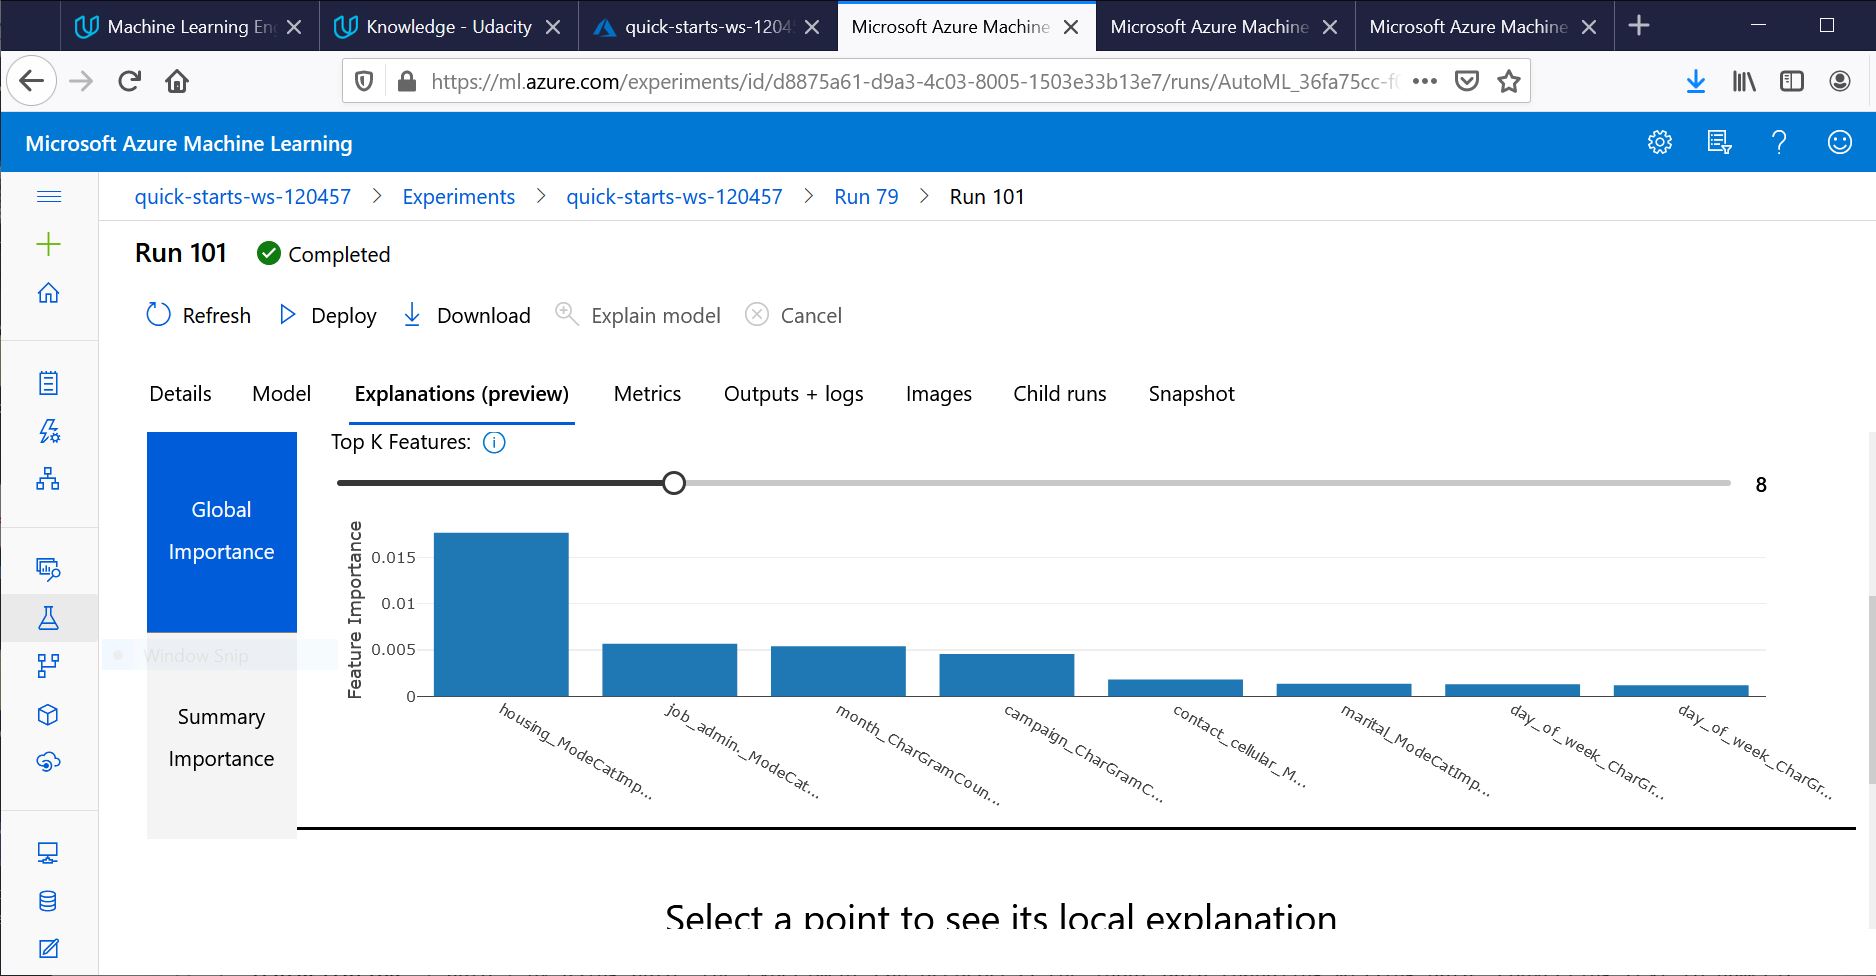 Machine Learning En
Knowledge - Udacity
quick-starts-ws-1204
Microsoft Azure Machine
Microsoft Azure Machine
Microsoft Azure Machine
https://ml.azure.com/experiments/id/d8875a61-d9a3-4c03-8005-1503e33b13e7/runs/AutoML_36fa75cc-f
Microsoft Azure Machine Learning
quick-starts-ws-120457 > Experiments > quick-starts-ws-120457 > Run 79 > Run 101
Run 101 Completed
Refresh Deploy Download Explain model Cancel
Details Model Explanations (preview) Metrics Outputs + logs Images Child runs Snapshot
Global
Importance
Window Snip
Summary
Importance
Top K Features:
8
Feature Importance
0.015
0.01
0.005
0
housing_ModeCatImp...
job_admin._ModeCat...
month_CharGramCoun...
campaign_CharGramC...
contact_cellular_M...
marital_ModeCatImp...
day_of_week_CharGr...
day_of_week_CharGr...
Select a point to see its local explanation